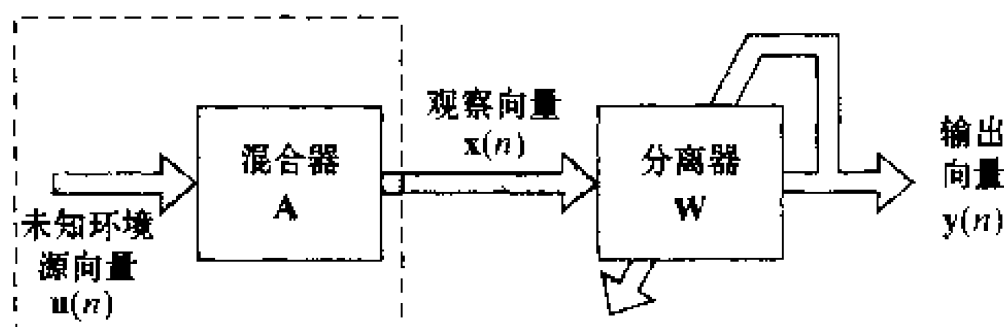 未知环境
源向量
u(n)
混合器
A
观察向量
x(n)
分离器
W
输出
向量
y(n)